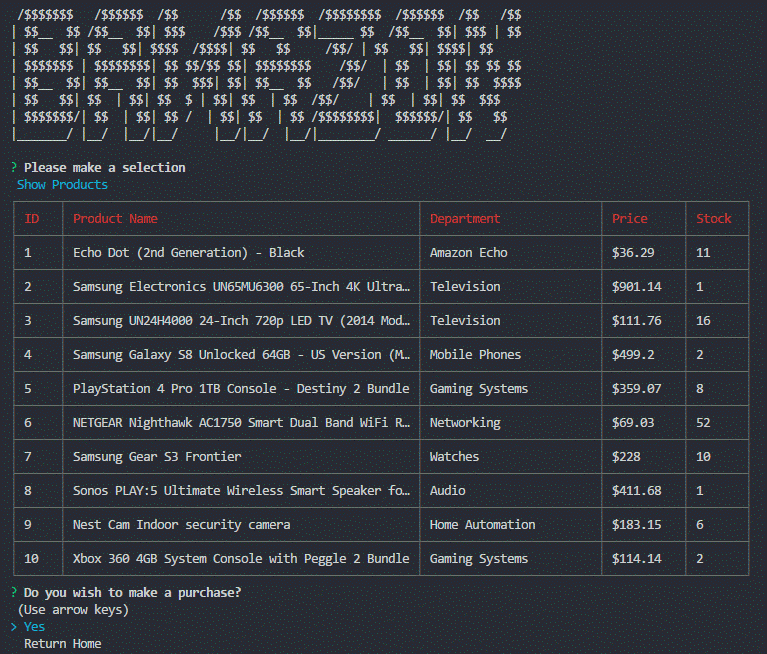 ? Please make a selection
Show Products
ID Product Name Department Price Stock
1 Echo Dot (2nd Generation) - Black Amazon Echo $36.29 11
2 Samsung Electronics UN65MU6300 65-Inch 4K Ultra… Television $901.14 1
3 Samsung UN24H4000 24-Inch 720p LED TV (2014 Mod… Television $111.76 16
4 Samsung Galaxy S8 Unlocked 64GB - US Version (M… Mobile Phones $499.2 2
5 PlayStation 4 Pro 1TB Console - Destiny 2 Bundle Gaming Systems $359.07 8
6 NETGEAR Nighthawk AC1750 Smart Dual Band WiFi R… Networking $69.03 52
7 Samsung Gear S3 Frontier Watches $228 10
8 Sonos PLAY:5 Ultimate Wireless Smart Speaker fo… Audio $411.68 1
9 Nest Cam Indoor security camera Home Automation $183.15 6
10 Xbox 360 4GB System Console with Peggle 2 Bundle Gaming Systems $114.14 2
? Do you wish to make a purchase?
(Use arrow keys)
> Yes
Return Home